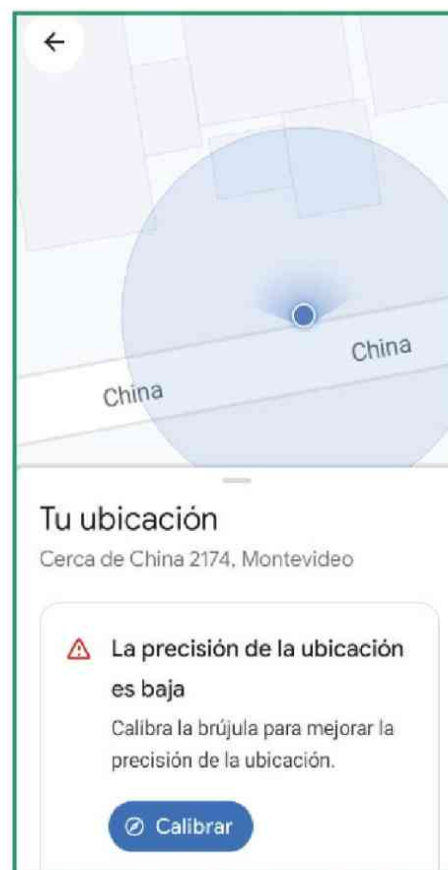 China
China
Tu ubicación
Cerca de China 2174, Montevideo
La precisión de la ubicación
es baja
Calibra la brújula para mejorar la
precisión de la ubicación.
Calibrar